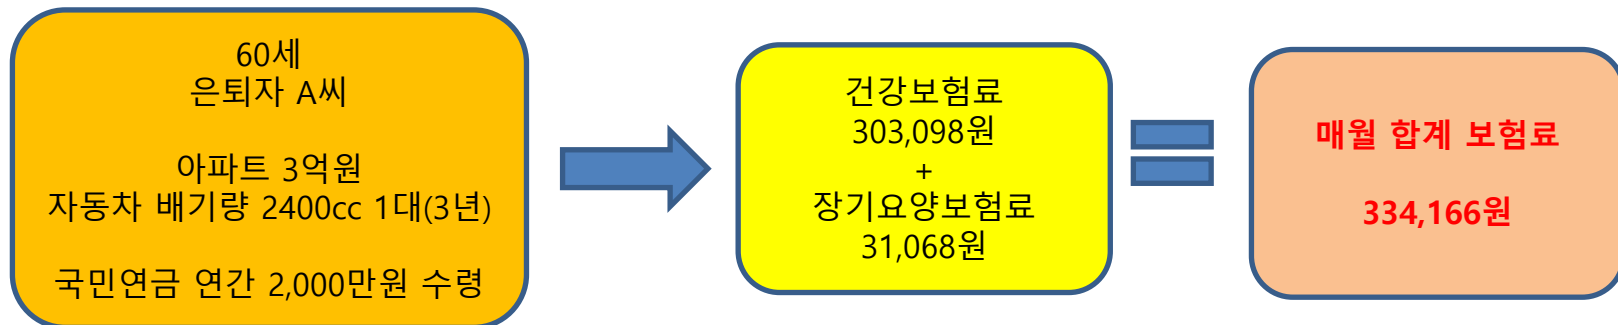 60세
은퇴자 A씨
아파트 3억원
자동차 배기량 2400cc 1대(3년)
국민연금 연간 2,000만원 수령
건강보험료
303,098원
+
장기요양보험료
31,068원
매월 합계 보험료
334,166원